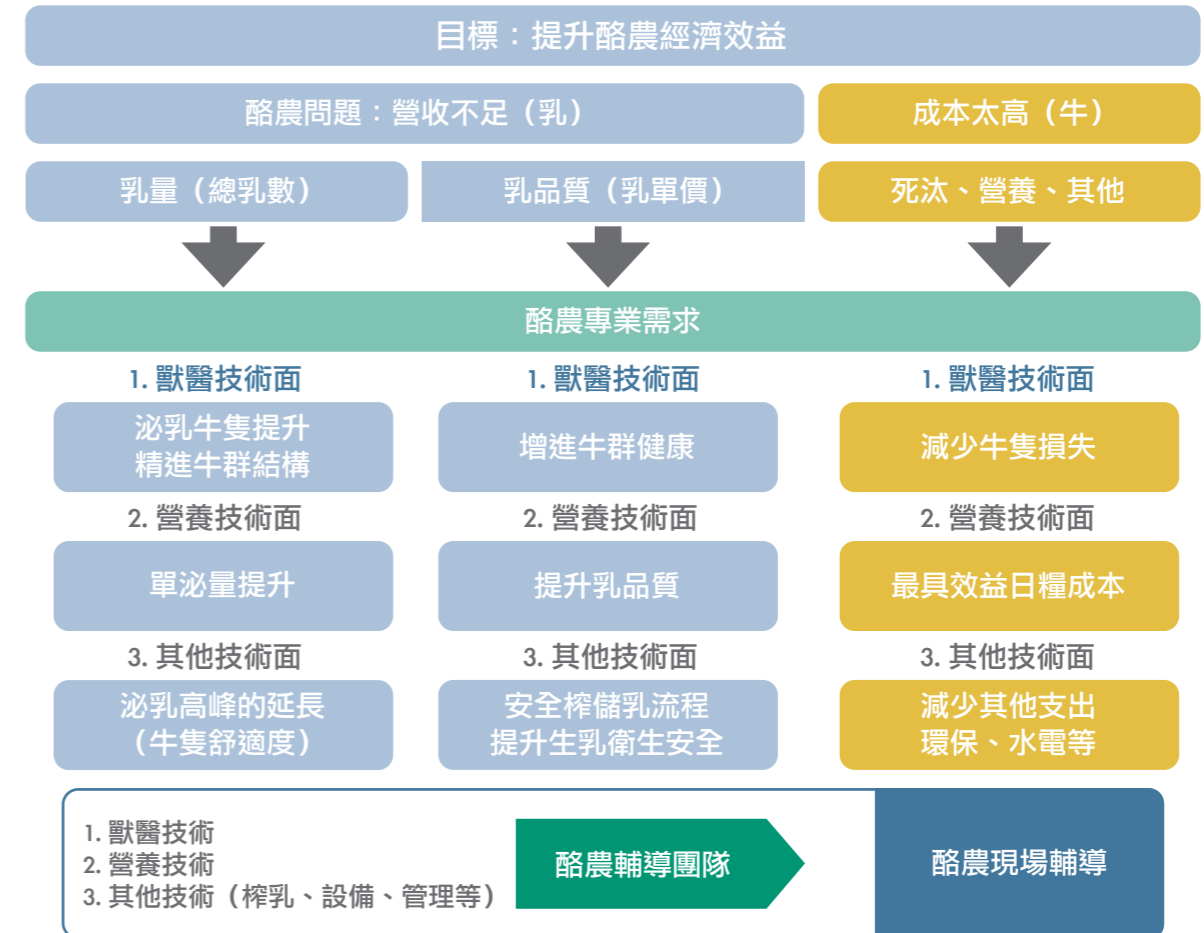 目標：提升酪農經濟效益
酪農問題：營收不足（乳）
成本太高（牛）
乳量（總乳數）
乳品質（乳單價）
死汰、營養、其他
酪農專業需求
1. 獸醫技術面
1. 獸醫技術面
1. 獸醫技術面
泌乳牛隻提升
精進牛群結構
增進牛群健康
減少牛隻損失
2. 營養技術面
2. 營養技術面
2. 營養技術面
單泌量提升
提升乳品質
最具效益日糧成本
3. 其他技術面
3. 其他技術面
3. 其他技術面
泌乳高峰的延長
（牛隻舒適度）
安全榨儲乳流程
提升生乳衛生安全
減少其他支出
環保、水電等
1. 獸醫技術
2. 營養技術
3. 其他技術（榨乳、設備、管理等）
酪農輔導團隊
酪農現場輔導